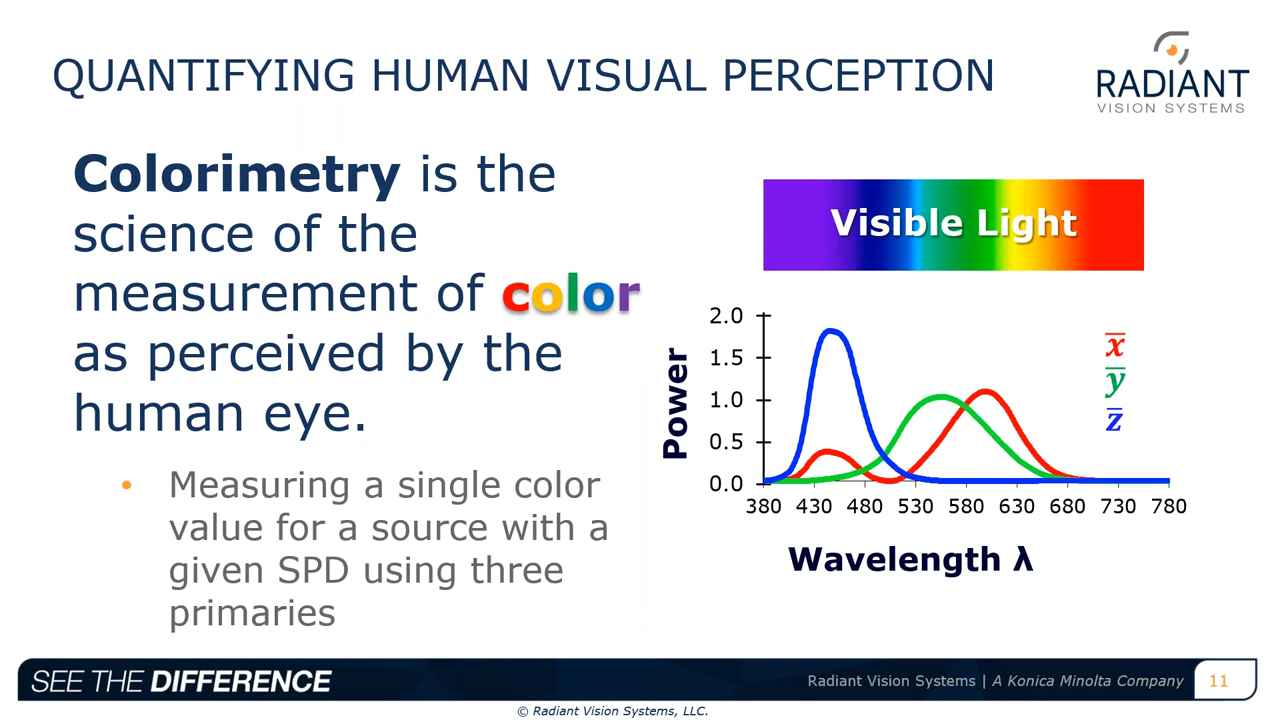 QUANTIFYING HUMAN VISUAL PERCEPTION
RADIANT
VISION SYSTEMS
Colorimetry is the
science of the
measurement of color
as perceived by the
human eye.
• Measuring a single color
value for a source with a
given SPD using three
primaries
Visible Light
Power
2.0
1.5
1.0
0.5
0.0
x̅
y̅
z̅
380 430 480 530 580 630 680 730 780
Wavelength λ
SEE THE DIFFERENCE
Radiant Vision Systems | A Konica Minolta Company
11
© Radiant Vision Systems, LLC.